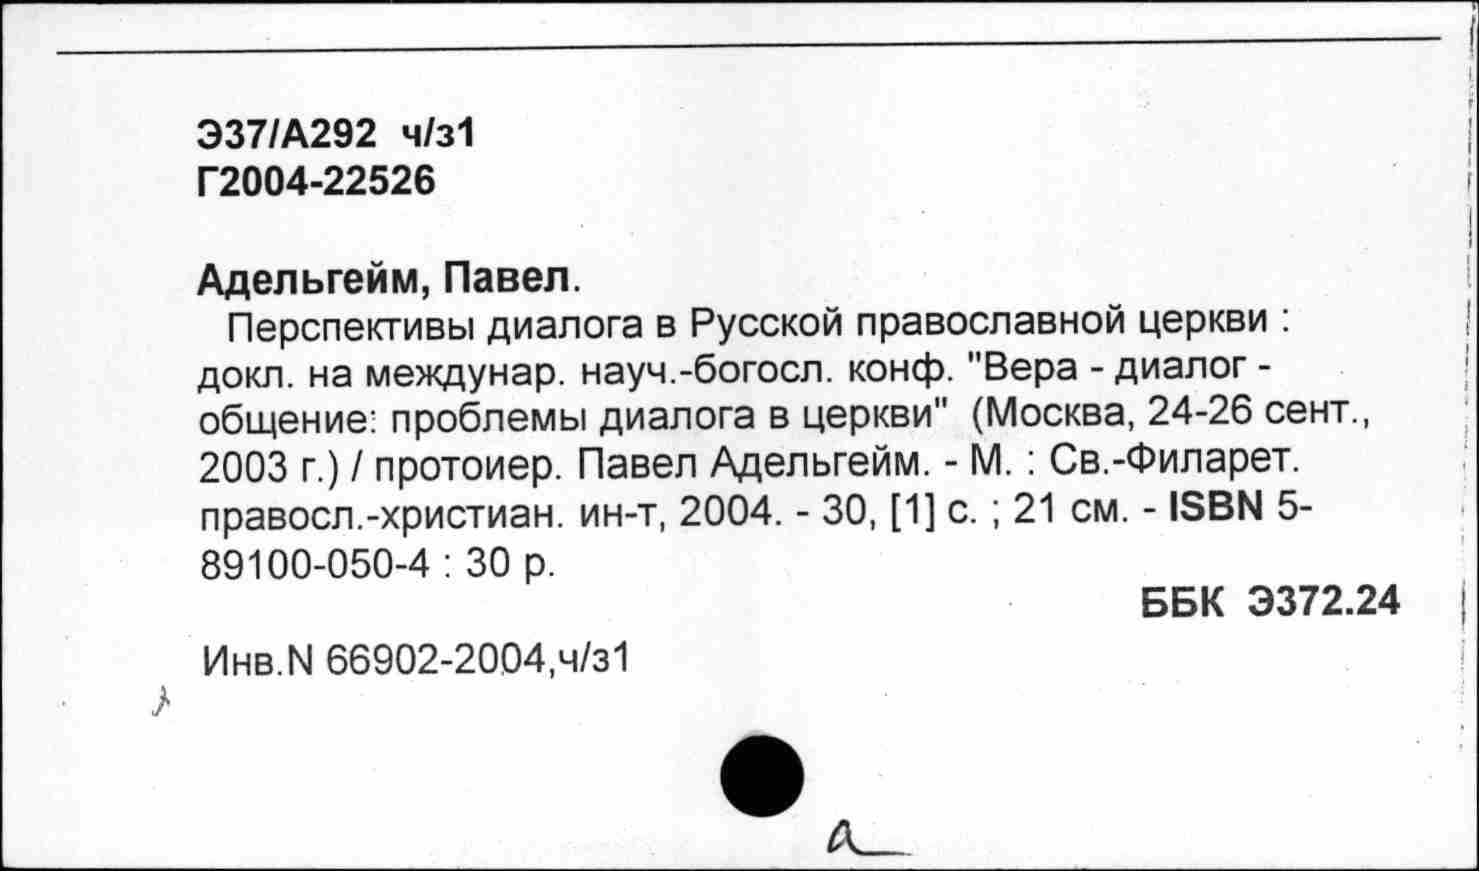 Э37/А292 ч/з1
Г2004-22526
Адельгейм, Павел.
Перспективы диалога в Русской православной церкви :
докл. на междунар. науч.-богосл. конф. "Вера - диалог -
общение: проблемы диалога в церкви" (Москва, 24-26 сент.,
2003 г.) / протоиер. Павел Адельгейм. - М. : Св.-Филарет.
правосл.-христиан. ин-т, 2004. - 30, [1] с. ; 21 см. - ISBN 5-
89100-050-4 : 30 р.
ББК Э372.24
Инв.N 66902-2004,ч/з1
а